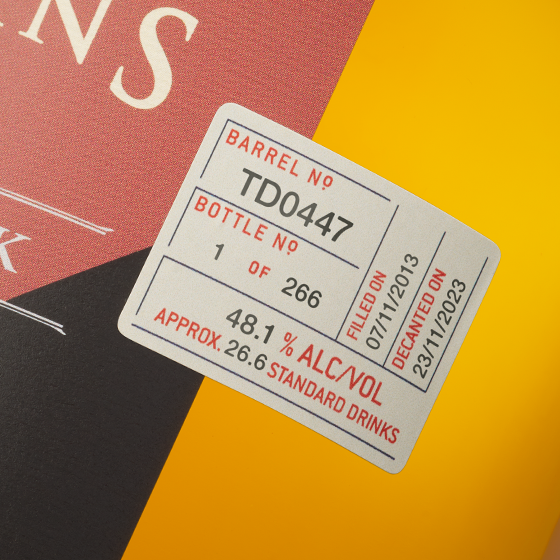 NS
K
BARREL Nº
TD0447
BOTTLE Nº
1 OF 266
48.1 % ALC/VOL
APPROX. 26.6 STANDARD DRINKS
FILLED ON
07/11/2013
DECANTED ON
23/11/2023